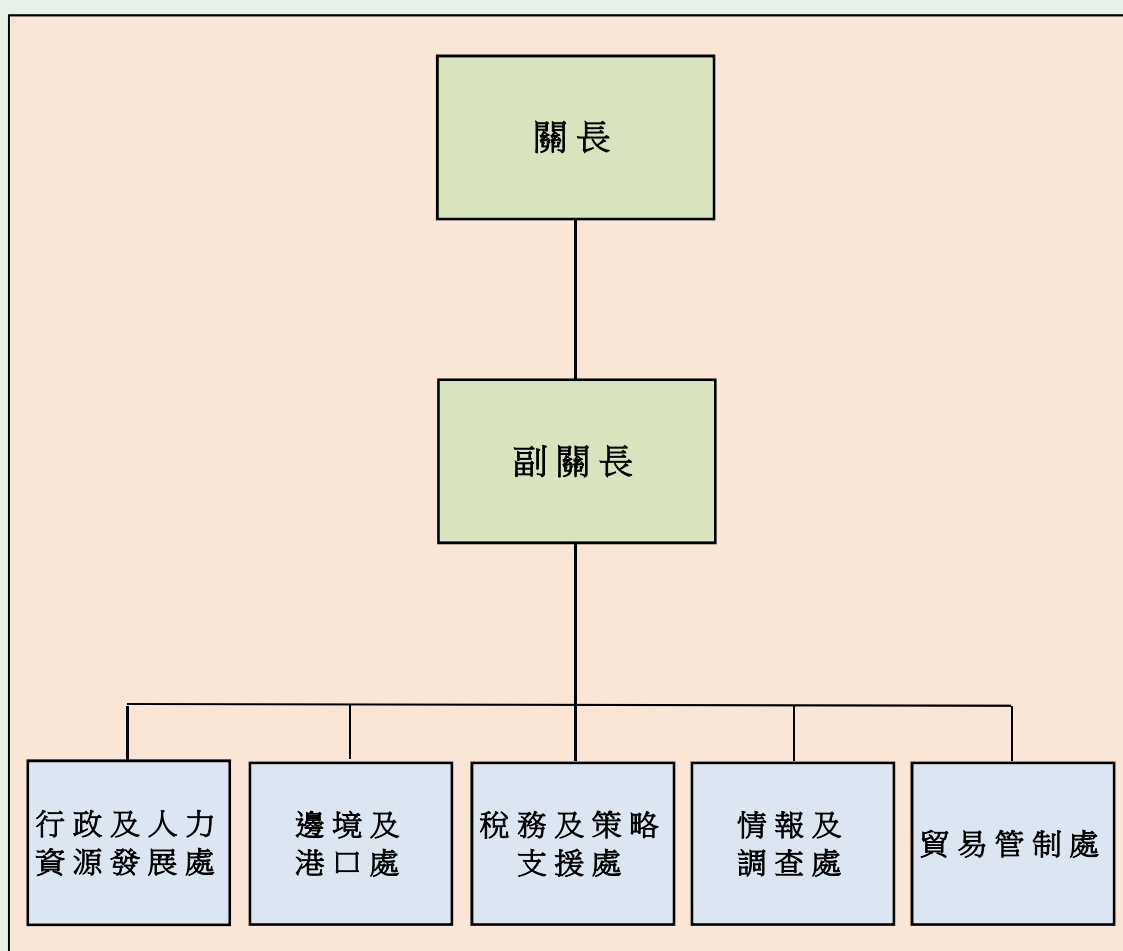 關長
副關長
行政及人力
資源發展處
邊境及
港口處
稅務及策略
支援處
情報及
調查處
貿易管制處